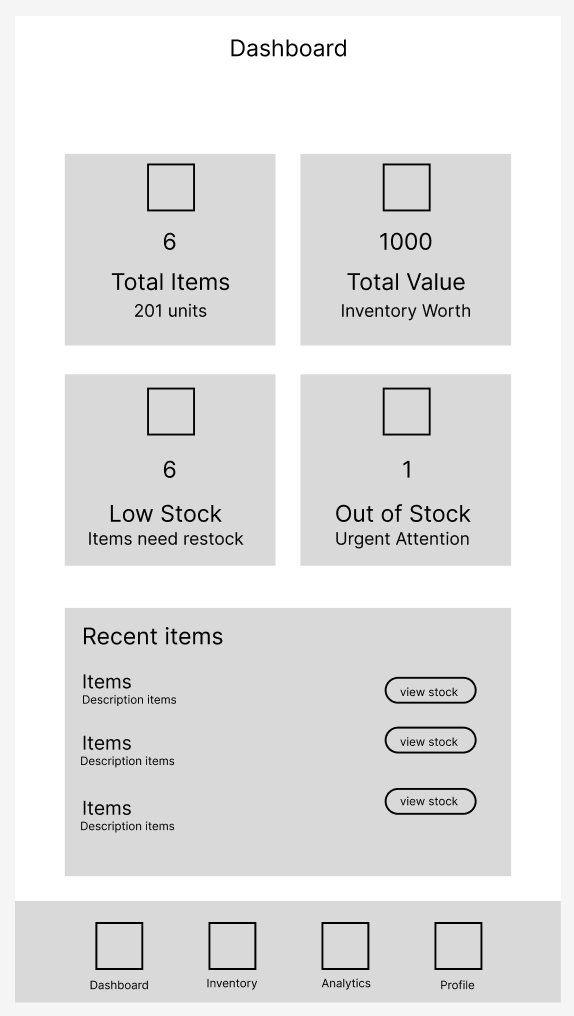 Dashboard
6
Total Items
201 units
1000
Total Value
Inventory Worth
6
Low Stock
Items need restock
1
Out of Stock
Urgent Attention
Recent items
Items
Description items
view stock
Items
Description items
view stock
Items
Description items
view stock
Dashboard
Inventory
Analytics
Profile